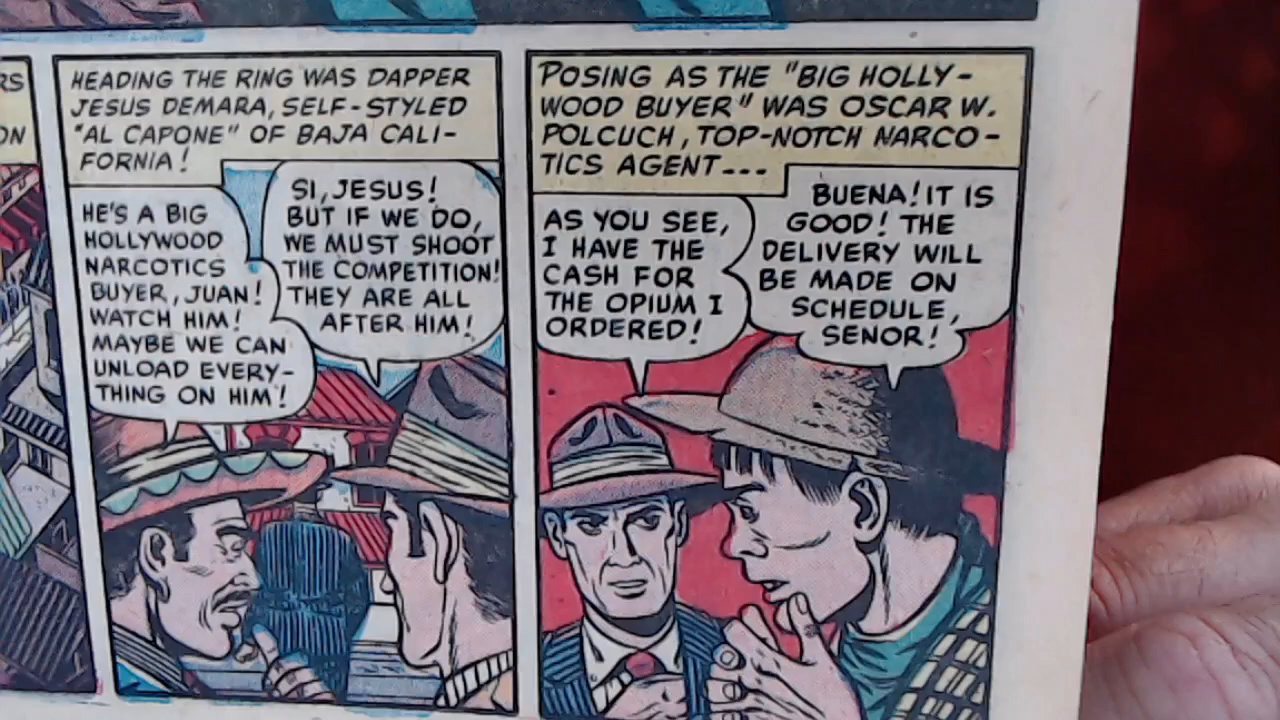 RS
ON
HEADING THE RING WAS DAPPER
JESUS DEMARA, SELF-STYLED
"AL CAPONE" OF BAJA CALI-
FORNIA!
HE'S A BIG
HOLLYWOOD
NARCOTICS
BUYER, JUAN!
WATCH HIM!
MAYBE WE CAN
UNLOAD EVERY-
THING ON HIM!
SI, JESUS!
BUT IF WE DO,
WE MUST SHOOT
THE COMPETITION!
THEY ARE ALL
AFTER HIM!
POSING AS THE "BIG HOLLY-
WOOD BUYER" WAS OSCAR W.
POLCUCH, TOP-NOTCH NARCO-
TICS AGENT---
AS YOU SEE,
I HAVE THE
CASH FOR
THE OPIUM I
ORDERED!
BUENA! IT IS
GOOD! THE
DELIVERY WILL
BE MADE ON
SCHEDULE,
SENOR!